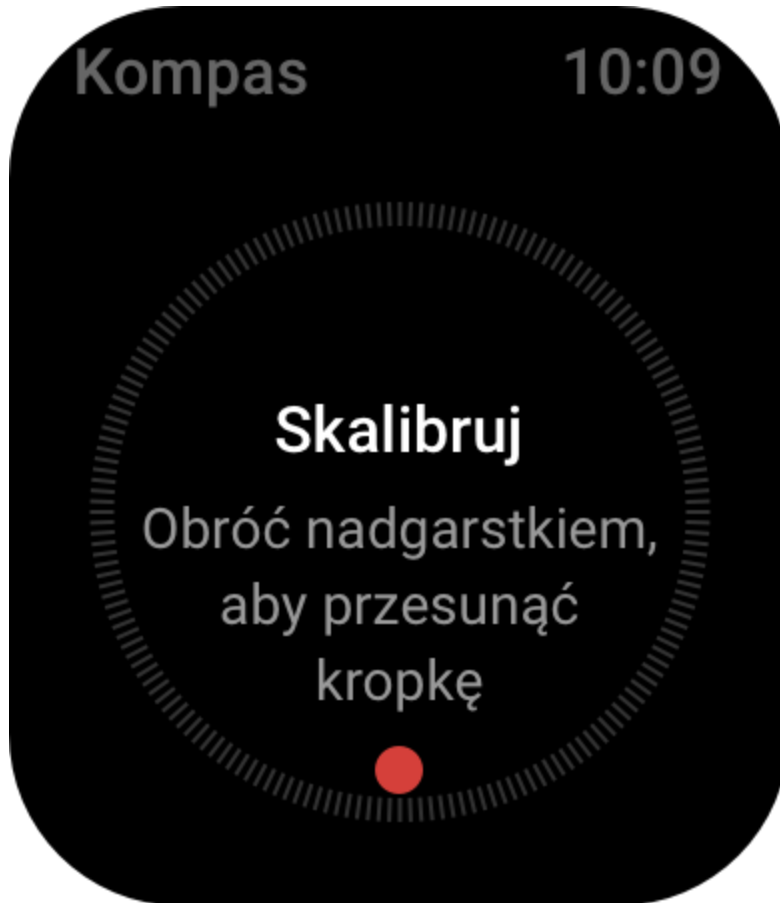 Kompas 10:09
Skalibruj
Obróć nadgarstkiem,
aby przesunąć
kropkę